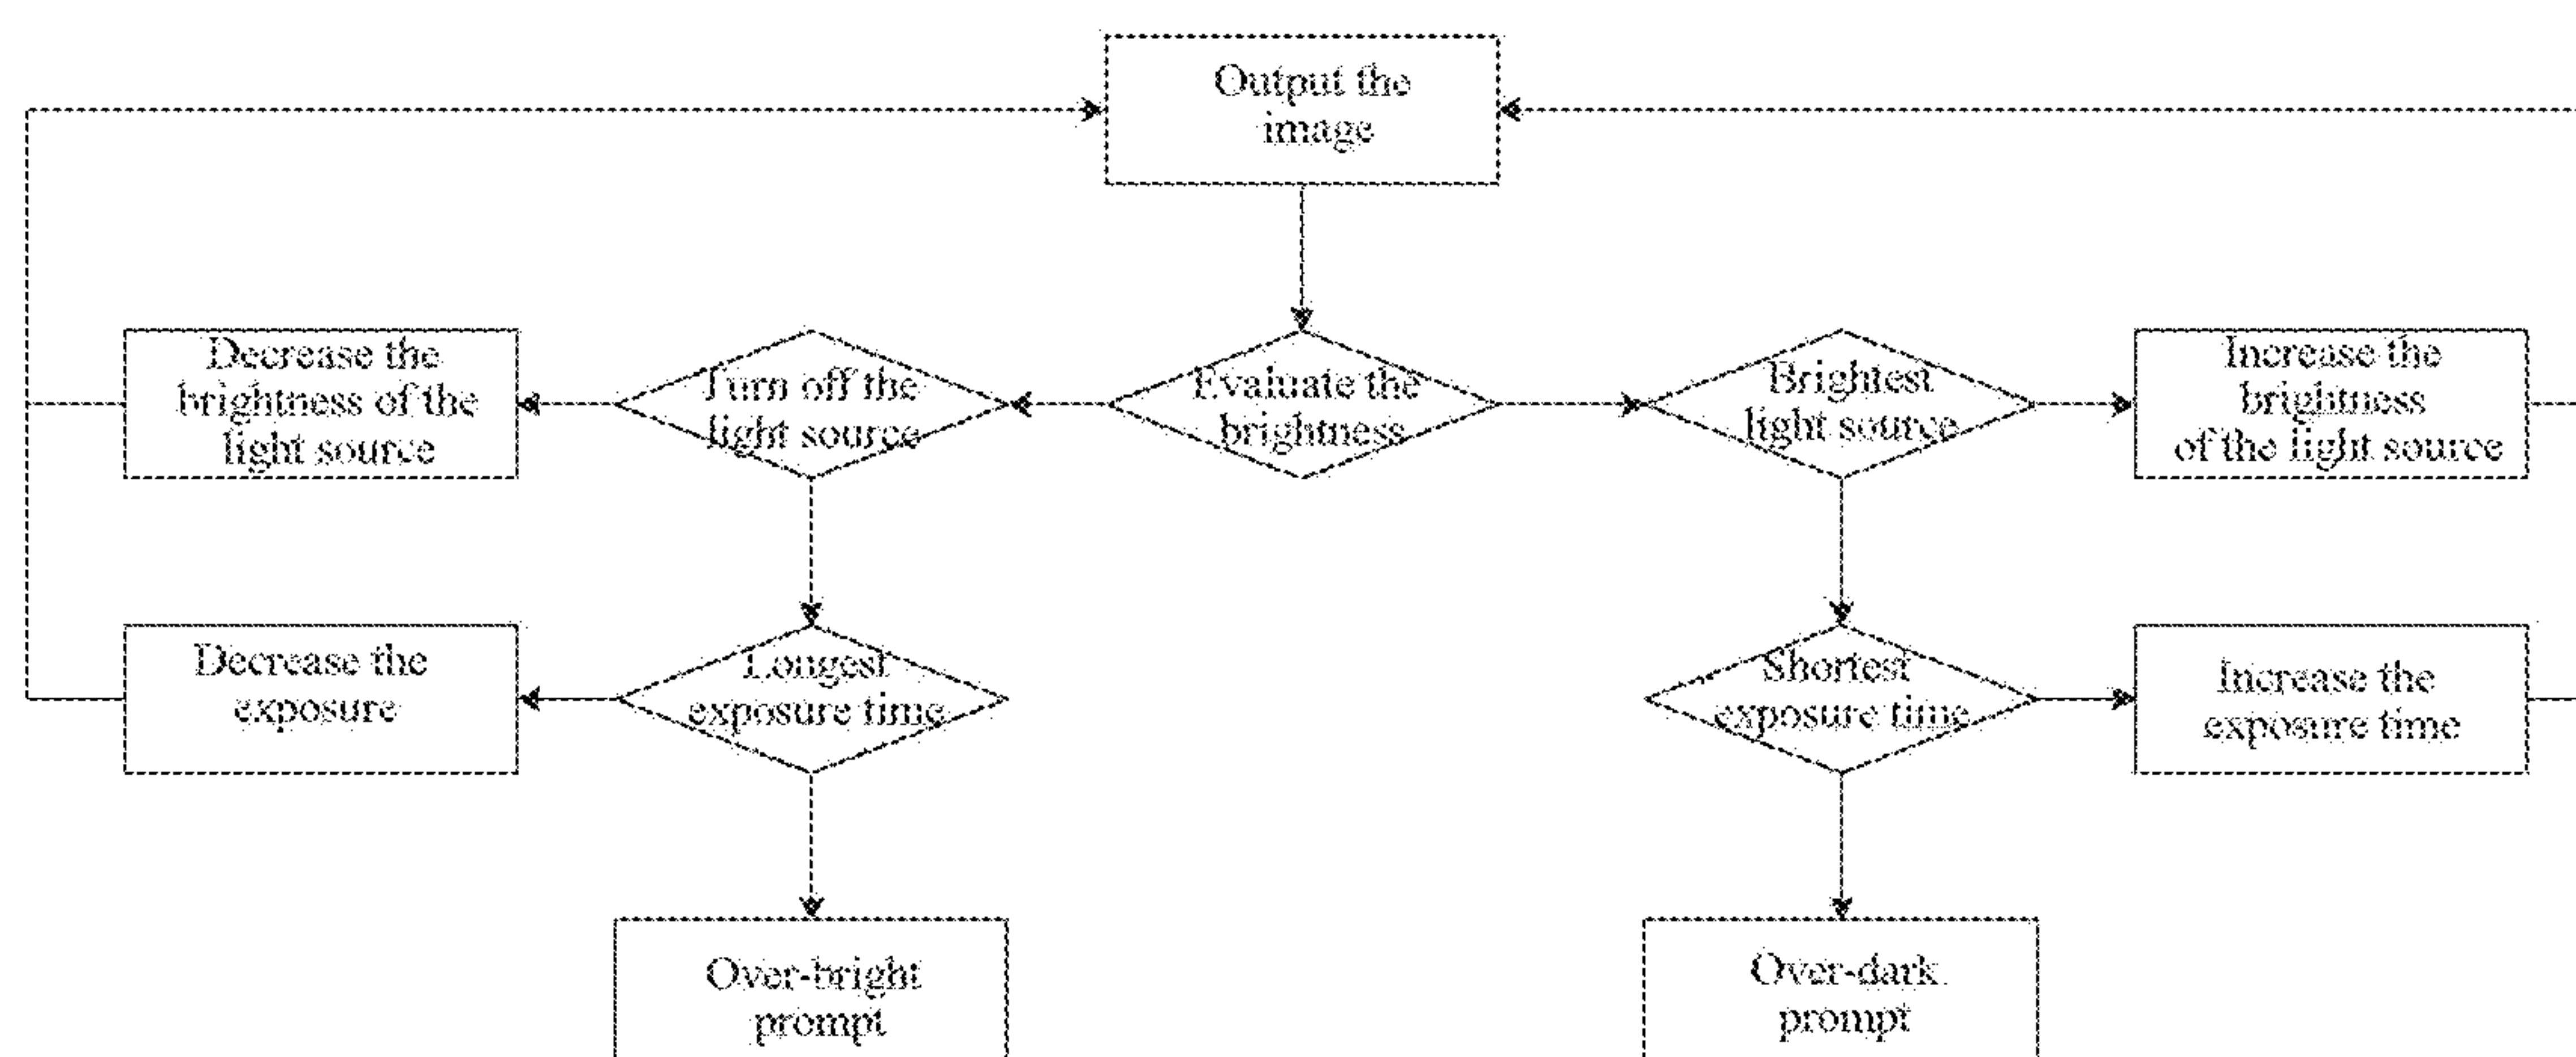 Output the
image
Decrease the
brightness of the
light source
Turn off the
light source
Evaluate the
brightness
Brightest
light source
Increase the
brightness
of the light source
Decrease the
exposure
Longest
exposure time
Shortest
exposure time
Increase the
exposure time
Over-bright
prompt
Over-dark
prompt